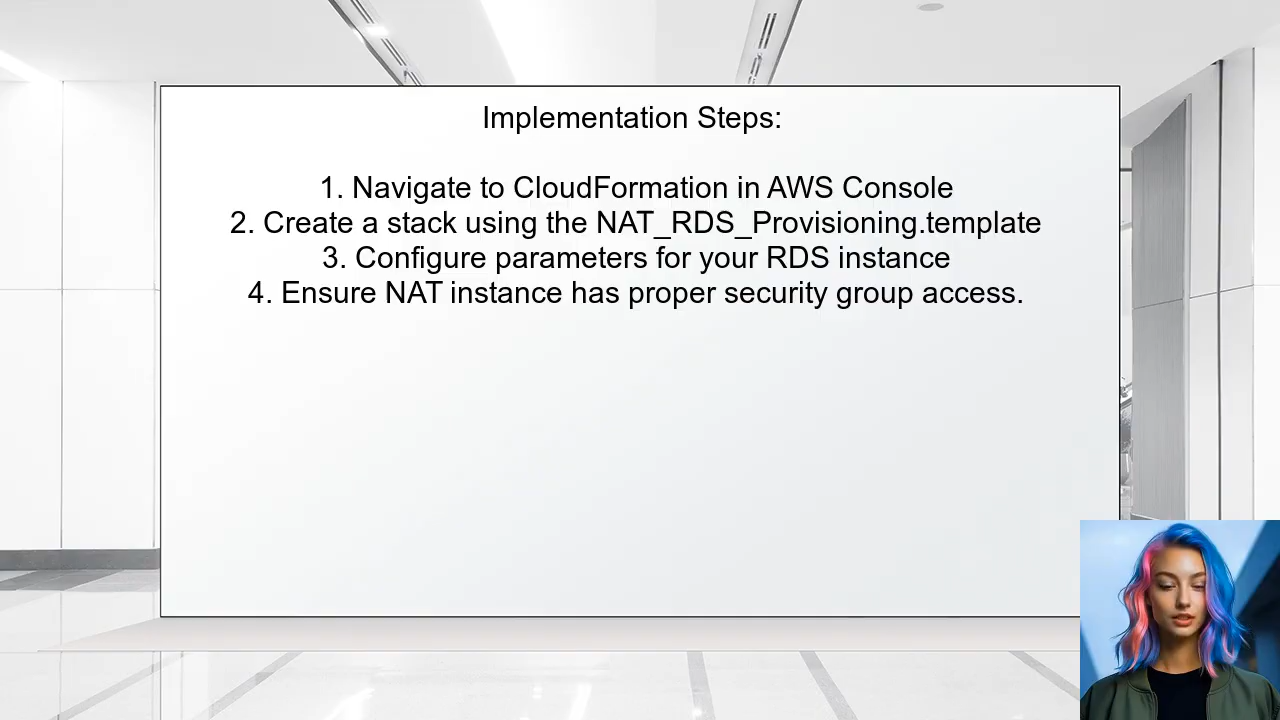 Implementation Steps:
1. Navigate to CloudFormation in AWS Console
2. Create a stack using the NAT_RDS_Provisioning.template
3. Configure parameters for your RDS instance
4. Ensure NAT instance has proper security group access.